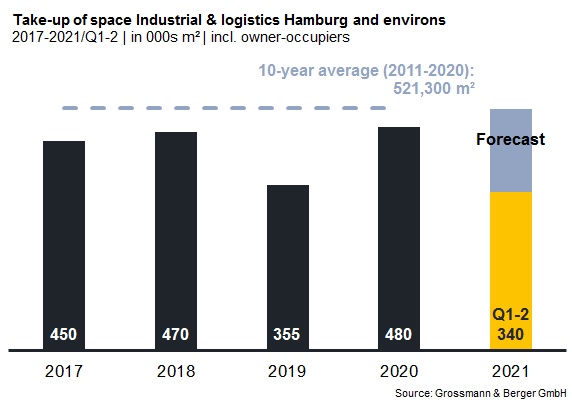 Take-up of space Industrial & logistics Hamburg and environs
2017-2021/Q1-2 | in 000s m² | incl. owner-occupiers
10-year average (2011-2020):
521,300 m²
Forecast
Q1-2
450 470 355 480 340
2017 2018 2019 2020 2021
Source: Grossmann & Berger GmbH